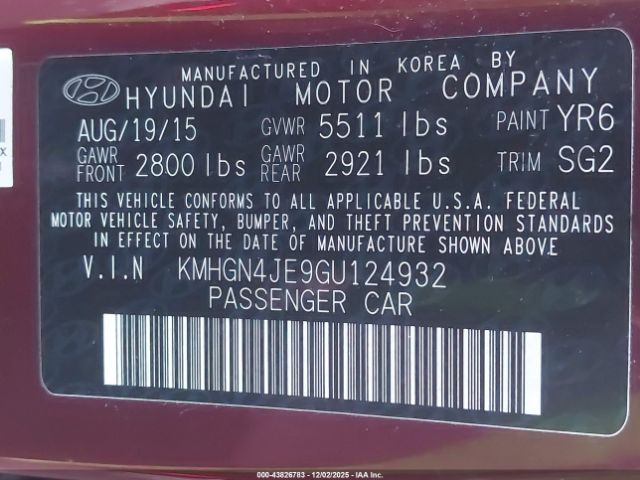 MANUFACTURED IN KOREA BY
HYUNDAI MOTOR COMPANY
AUG/19/15 GVWR 5511 lbs PAINT YR6
GAWR FRONT 2800 lbs GAWR REAR 2921 lbs TRIM SG2
THIS VEHICLE CONFORMS TO ALL APPLICABLE U.S.A. FEDERAL
MOTOR VEHICLE SAFETY, BUMPER, AND THEFT PREVENTION STANDARDS
IN EFFECT ON THE DATE OF MANUFACTURE SHOWN ABOVE.
V.I.N KMHGN4JE9GU124932
PASSENGER CAR
000-43826783 - 12/02/2025 - IAA Inc.